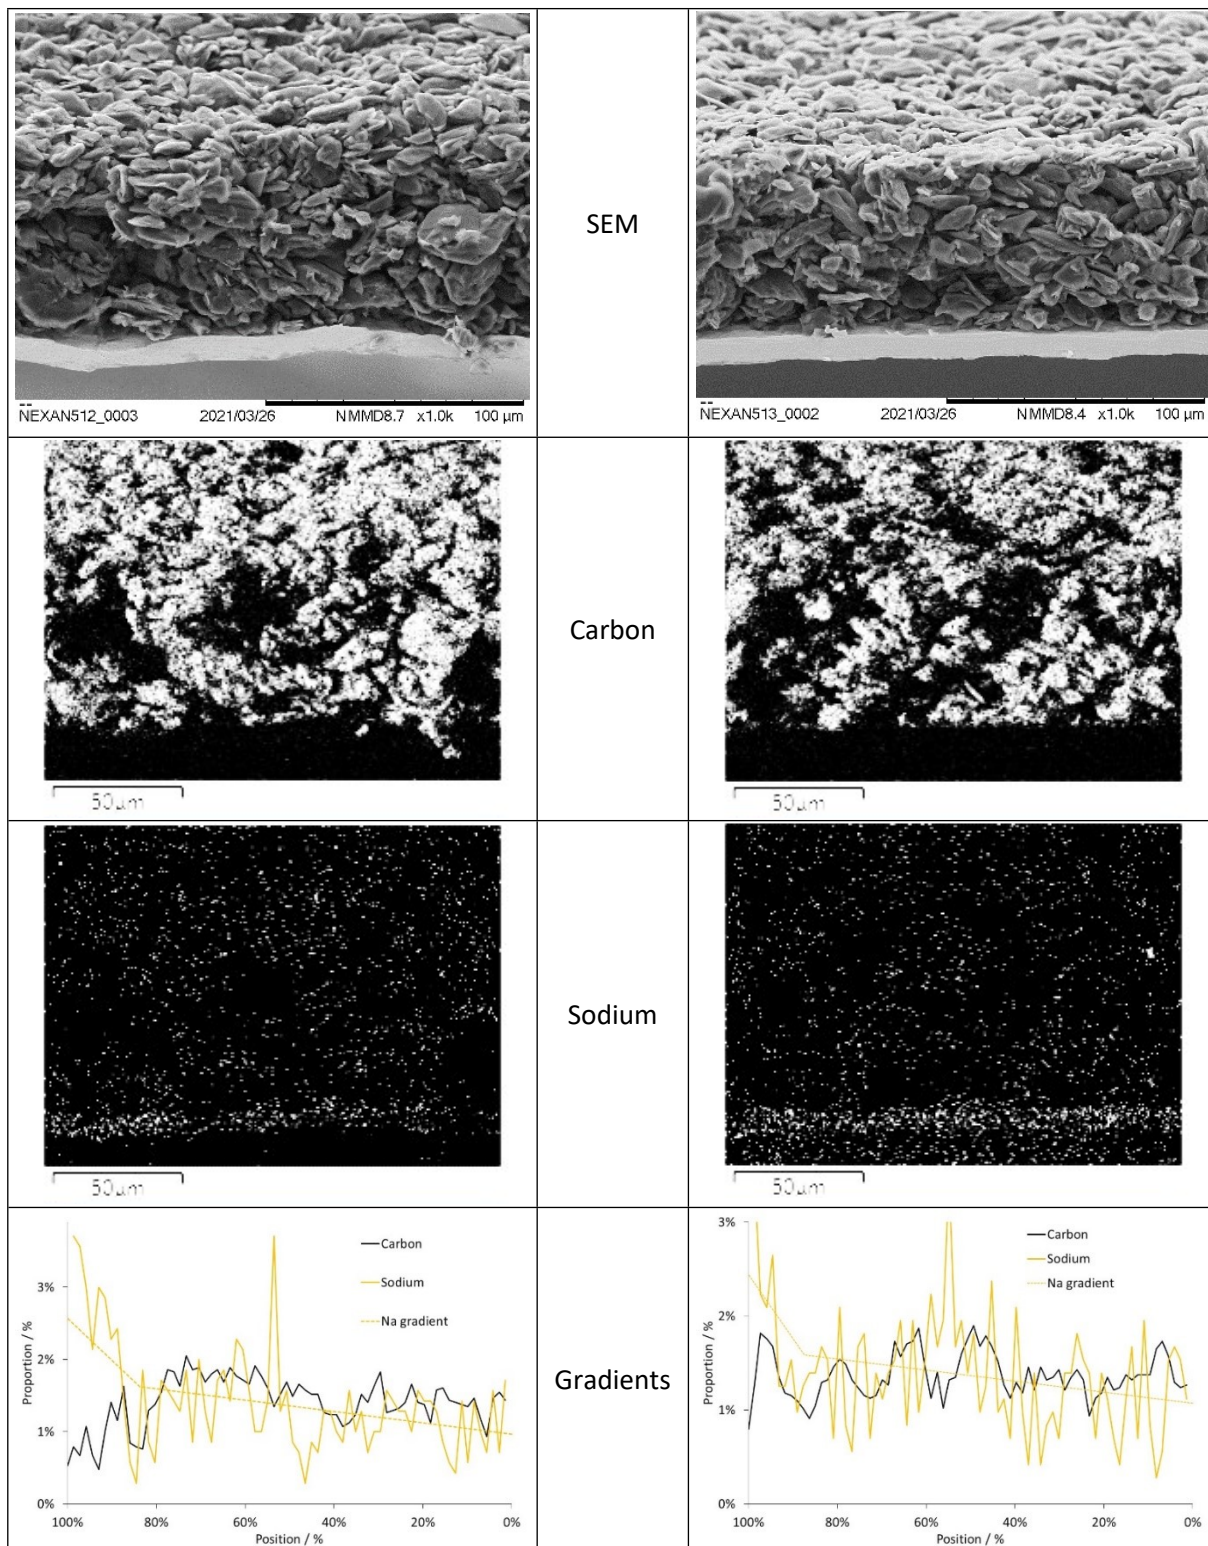 SEM
NEXAN512_0003 2021/03/26 NMMD8.7 x1.0k 100 µm
NEXAN513_0002 2021/03/26 NMMD8.4 x1.0k 100 µm
Carbon
50µm
50µm
Sodium
50µm
50µm
Gradients
Carbon
Sodium
Na gradient
3%
2%
1%
0%
Proportion / %
100% 80% 60% 40% 20% 0%
Position / %
Carbon
Sodium
Na gradient
3%
2%
1%
0%
Proportion / %
100% 80% 60% 40% 20% 0%
Position / %